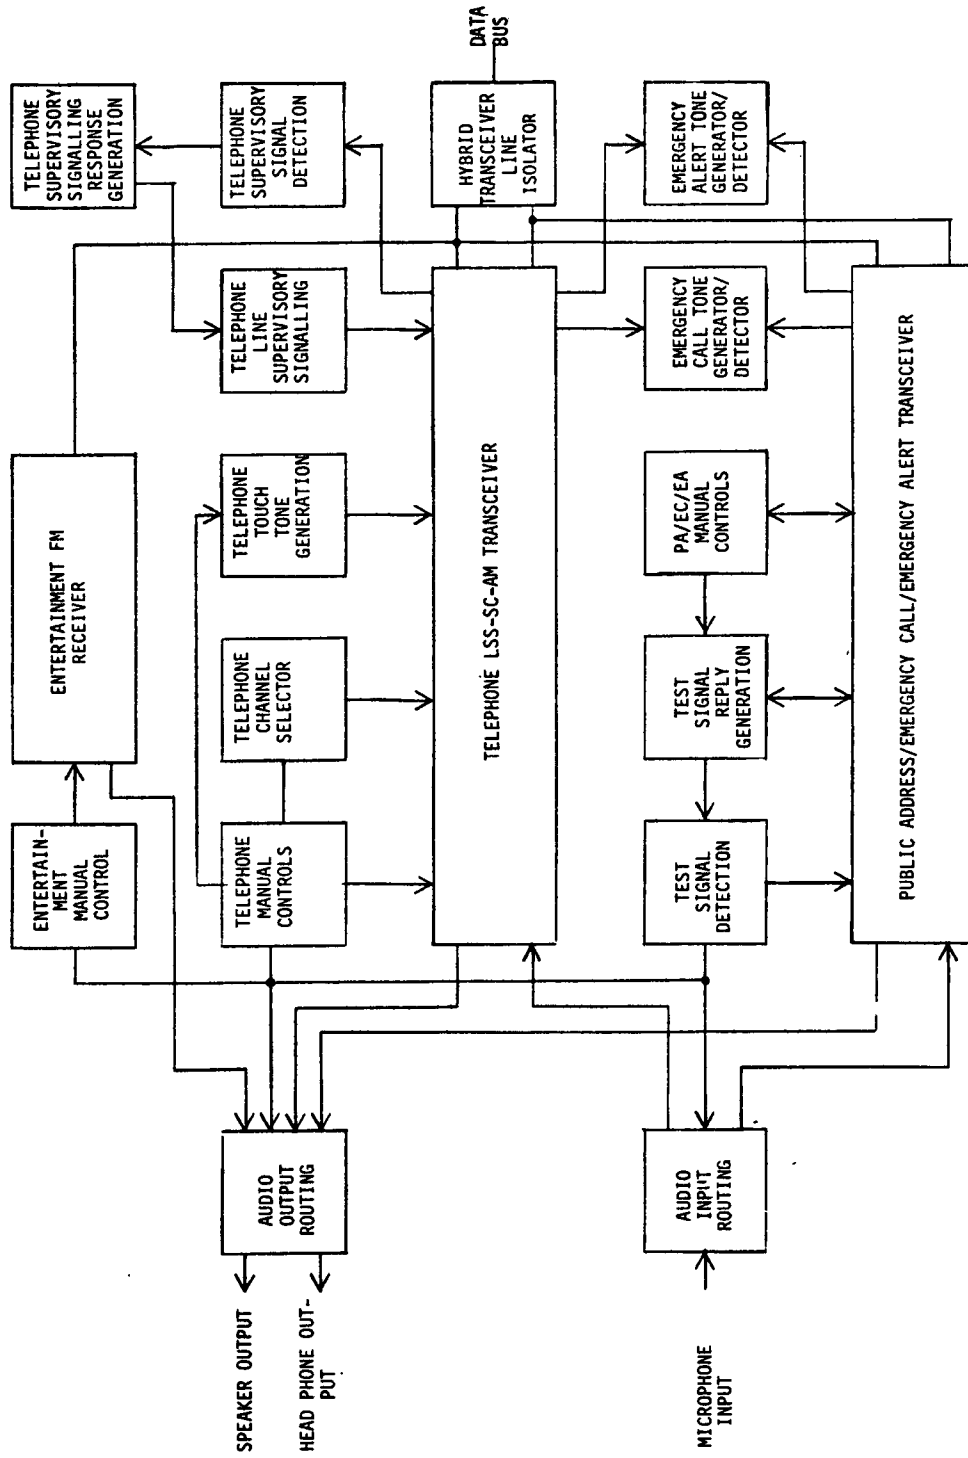 TELEPHONE
SUPERVISORY
SIGNALLING
RESPONSE
GENERATION
TELEPHONE
SUPERVISORY
SIGNAL
DETECTION
HYBRID
TRANSCEIVER
LINE
ISOLATOR
DATA
BUS
EMERGENCY
ALERT TONE
GENERATOR/
DETECTOR
TELEPHONE
LINE
SUPERVISORY
SIGNALLING
EMERGENCY
CALL TONE
GENERATOR/
DETECTOR
ENTERTAINMENT FM
RECEIVER
TELEPHONE
TOUCH
TONE
GENERATION
TELEPHONE
CHANNEL
SELECTOR
TELEPHONE LSS-SC-AM TRANSCEIVER
PA/EC/EA
MANUAL
CONTROLS
TEST
SIGNAL
REPLY
GENERATION
PUBLIC ADDRESS/EMERGENCY CALL/EMERGENCY ALERT TRANSCEIVER
ENTERTAIN-
MENT
MANUAL
CONTROL
TELEPHONE
MANUAL
CONTROLS
TEST
SIGNAL
DETECTION
AUDIO
OUTPUT
ROUTING
AUDIO
INPUT
ROUTING
SPEAKER OUTPUT
HEAD PHONE OUT-
PUT
MICROPHONE
INPUT